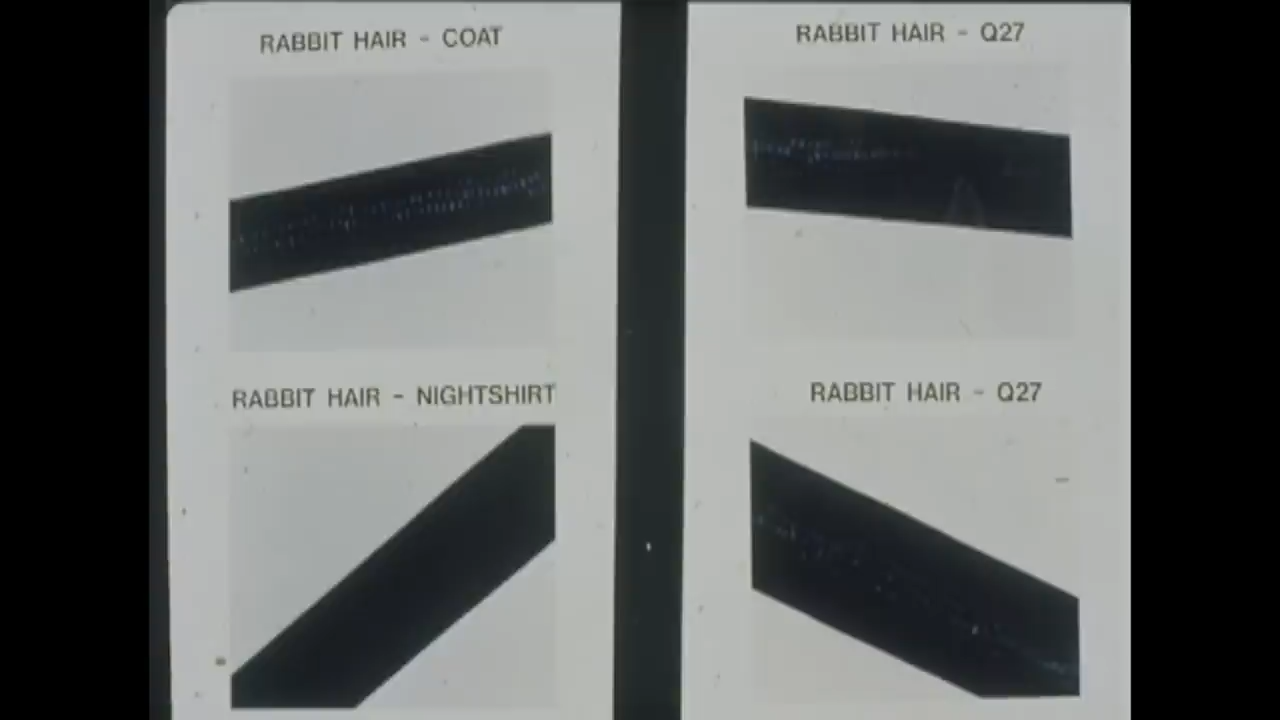 RABBIT HAIR - COAT
RABBIT HAIR - Q27
RABBIT HAIR - NIGHTSHIRT
RABBIT HAIR - Q27